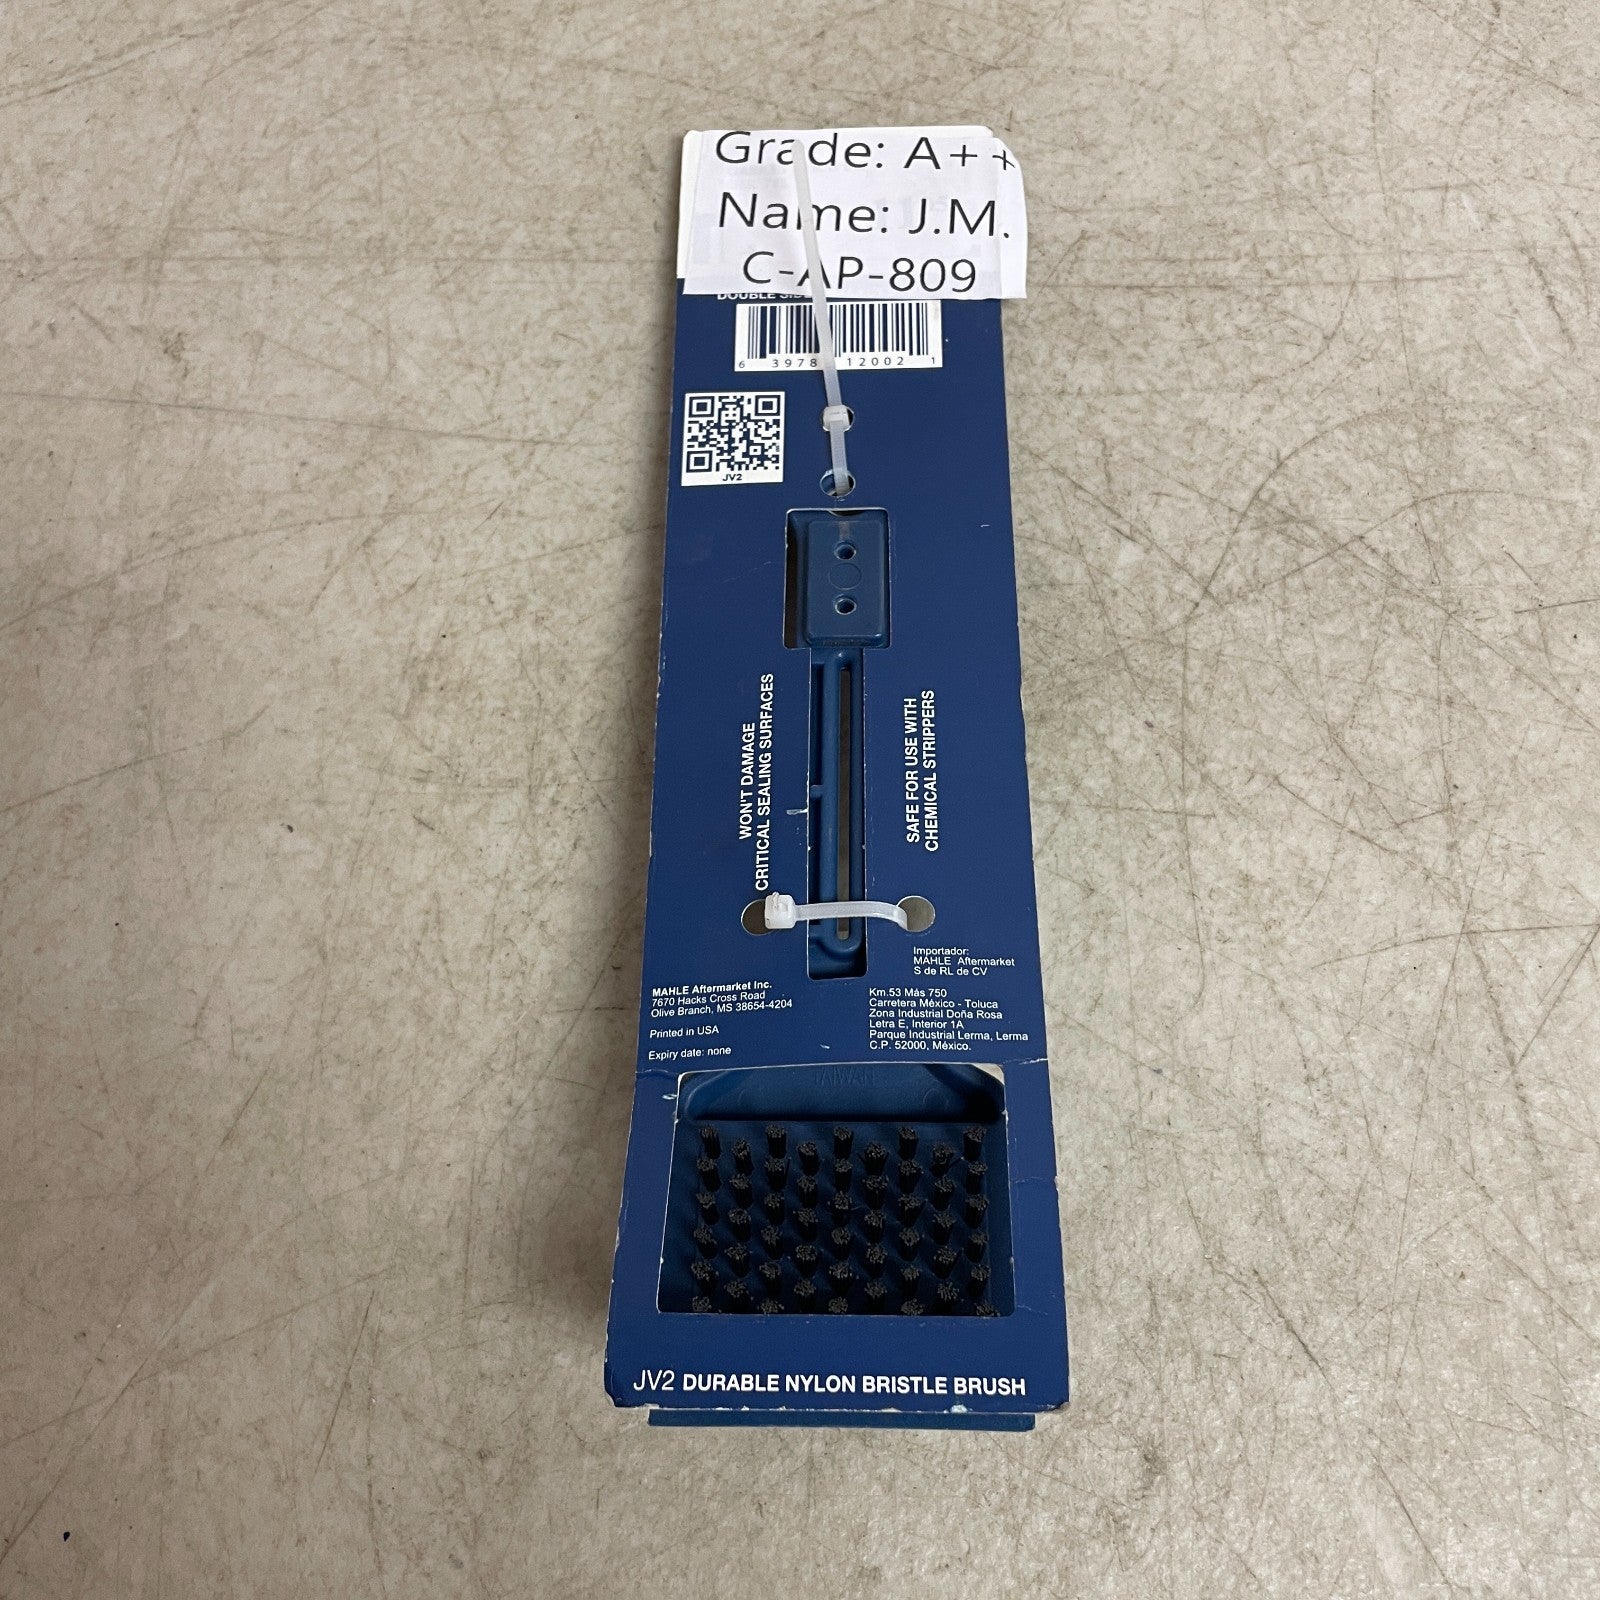 Grade: A++
Name: J.M.
C-AP-809
DOUBLE
6 3978 12002 1
JV2
WON'T DAMAGE
CRITICAL SEALING SURFACES
SAFE FOR USE WITH
CHEMICAL STRIPPERS
Importador:
MAHLE Aftermarket
S de RL de CV
MAHLE Aftermarket Inc.
7670 Hacks Cross Road
Olive Branch, MS 38654-4204
Printed in USA
Expiry date: none
Km.53 Más 750
Carretera México - Toluca
Zona Industrial Doña Rosa
Letra E, Interior 1A
Parque Industrial Lerma, Lerma
C.P. 52000, México.
TAIWAN
JV2 DURABLE NYLON BRISTLE BRUSH